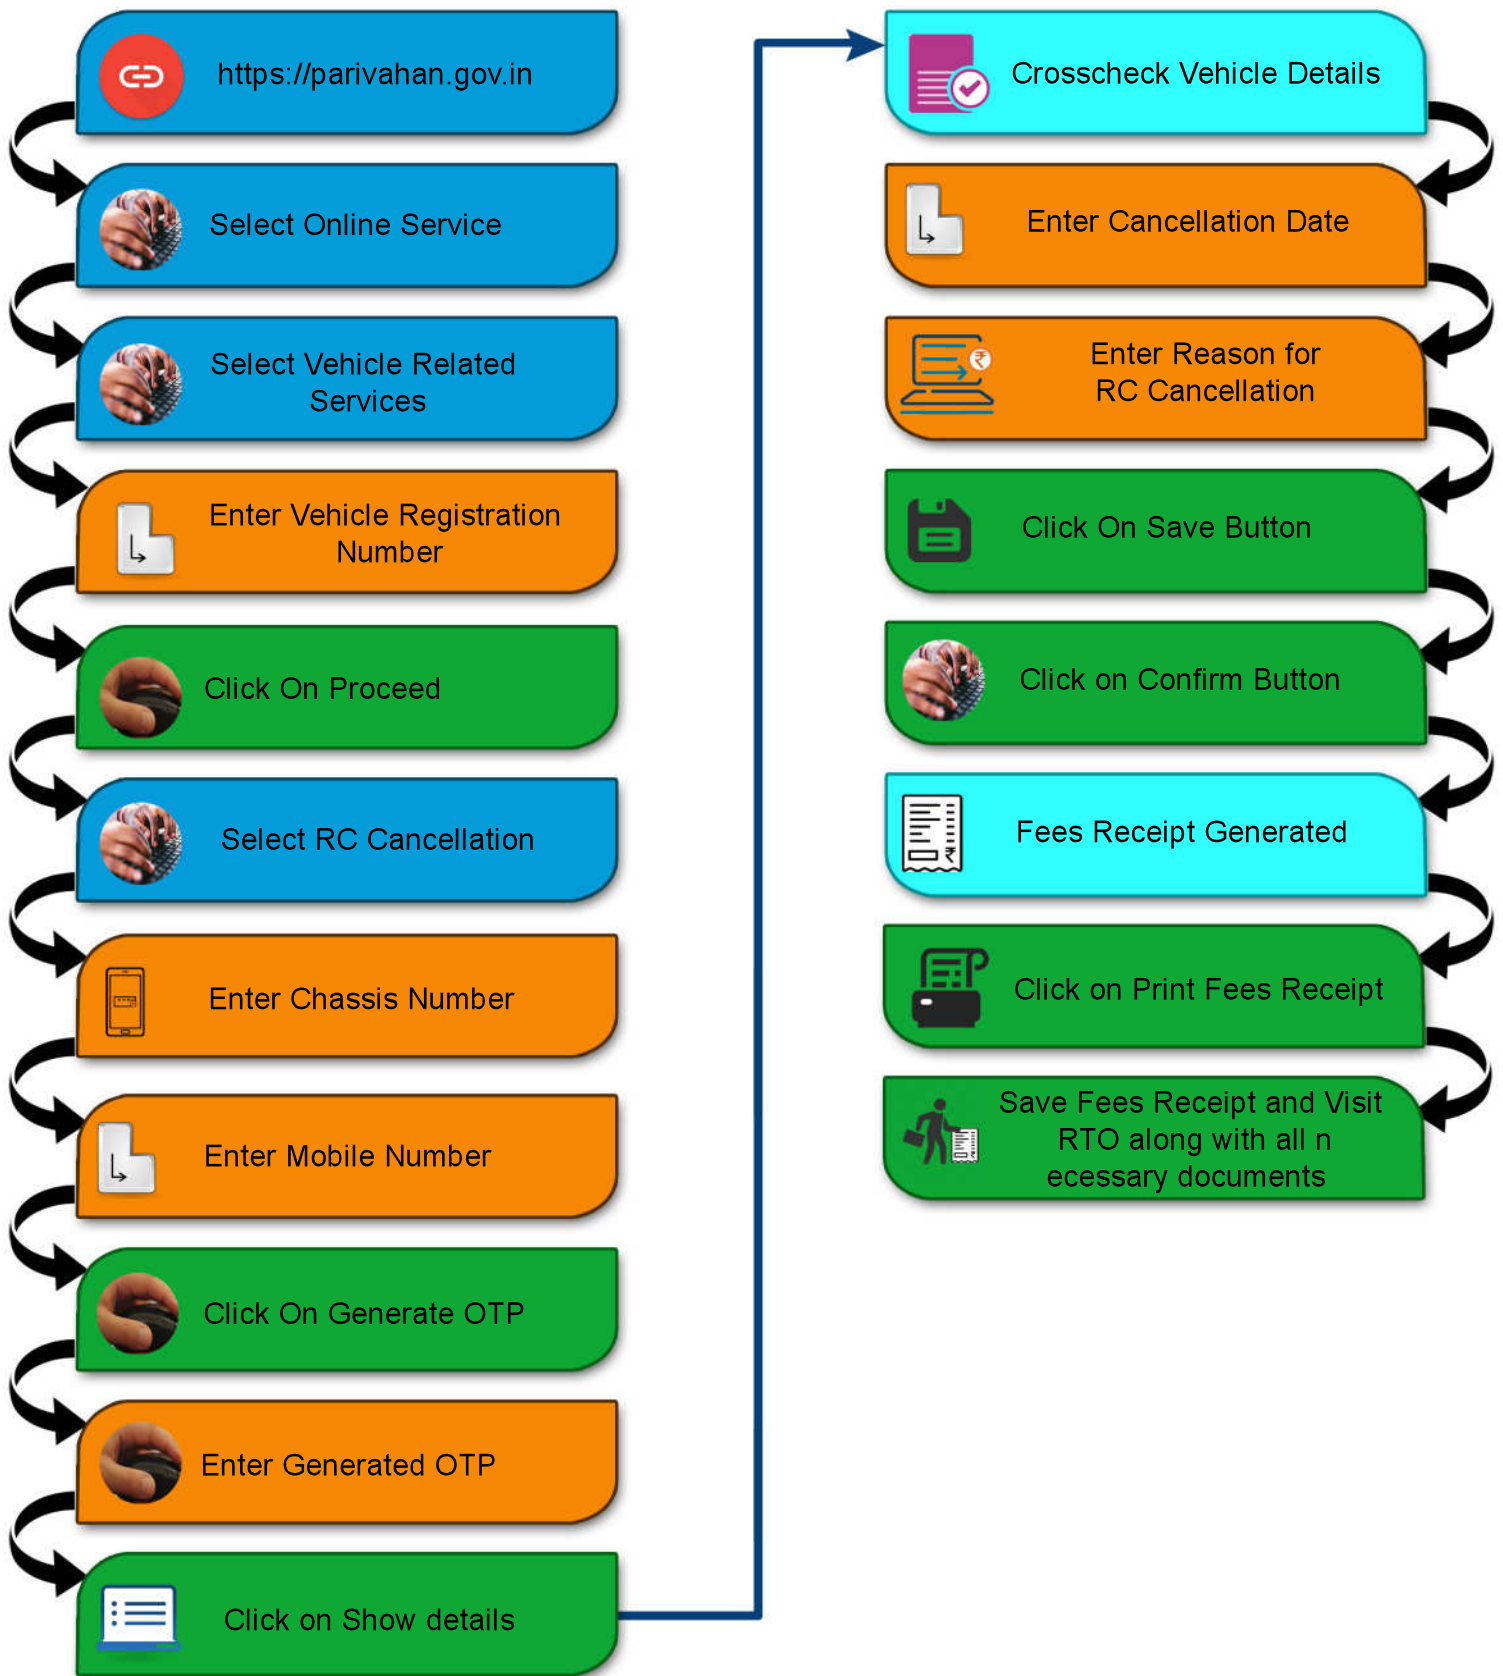 https://parivahan.gov.in
Select Online Service
Select Vehicle Related
Services
Enter Vehicle Registration
Number
Click On Proceed
Select RC Cancellation
Enter Chassis Number
Enter Mobile Number
Click On Generate OTP
Enter Generated OTP
Click on Show details
Crosscheck Vehicle Details
Enter Cancellation Date
Enter Reason for
RC Cancellation
Click On Save Button
Click on Confirm Button
Fees Receipt Generated
Click on Print Fees Receipt
Save Fees Receipt and Visit
RTO along with all n
ecessary documents